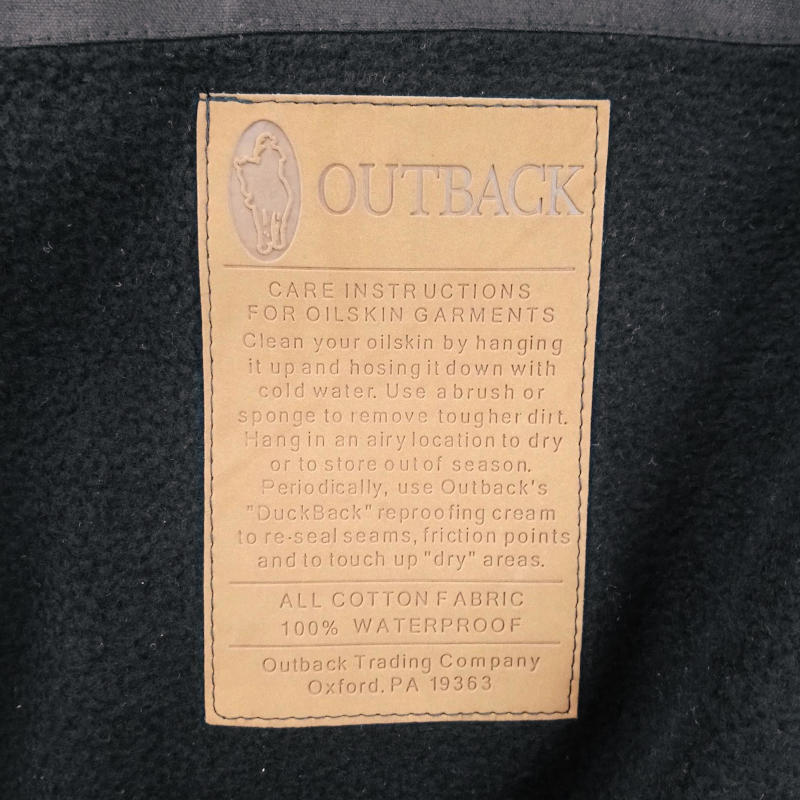 OUTBACK
CARE INSTRUCTIONS
FOR OILSKIN GARMENTS
Clean your oilskin by hanging
it up and hosing it down with
cold water. Use a brush or
sponge to remove tougher dirt.
Hang in an airy location to dry
or to store out of season.
Periodically, use Outback's
"DuckBack" reproofing cream
to re-seal seams, friction points
and to touch up "dry" areas.
ALL COTTON FABRIC
100% WATERPROOF
Outback Trading Company
Oxford. PA 19363